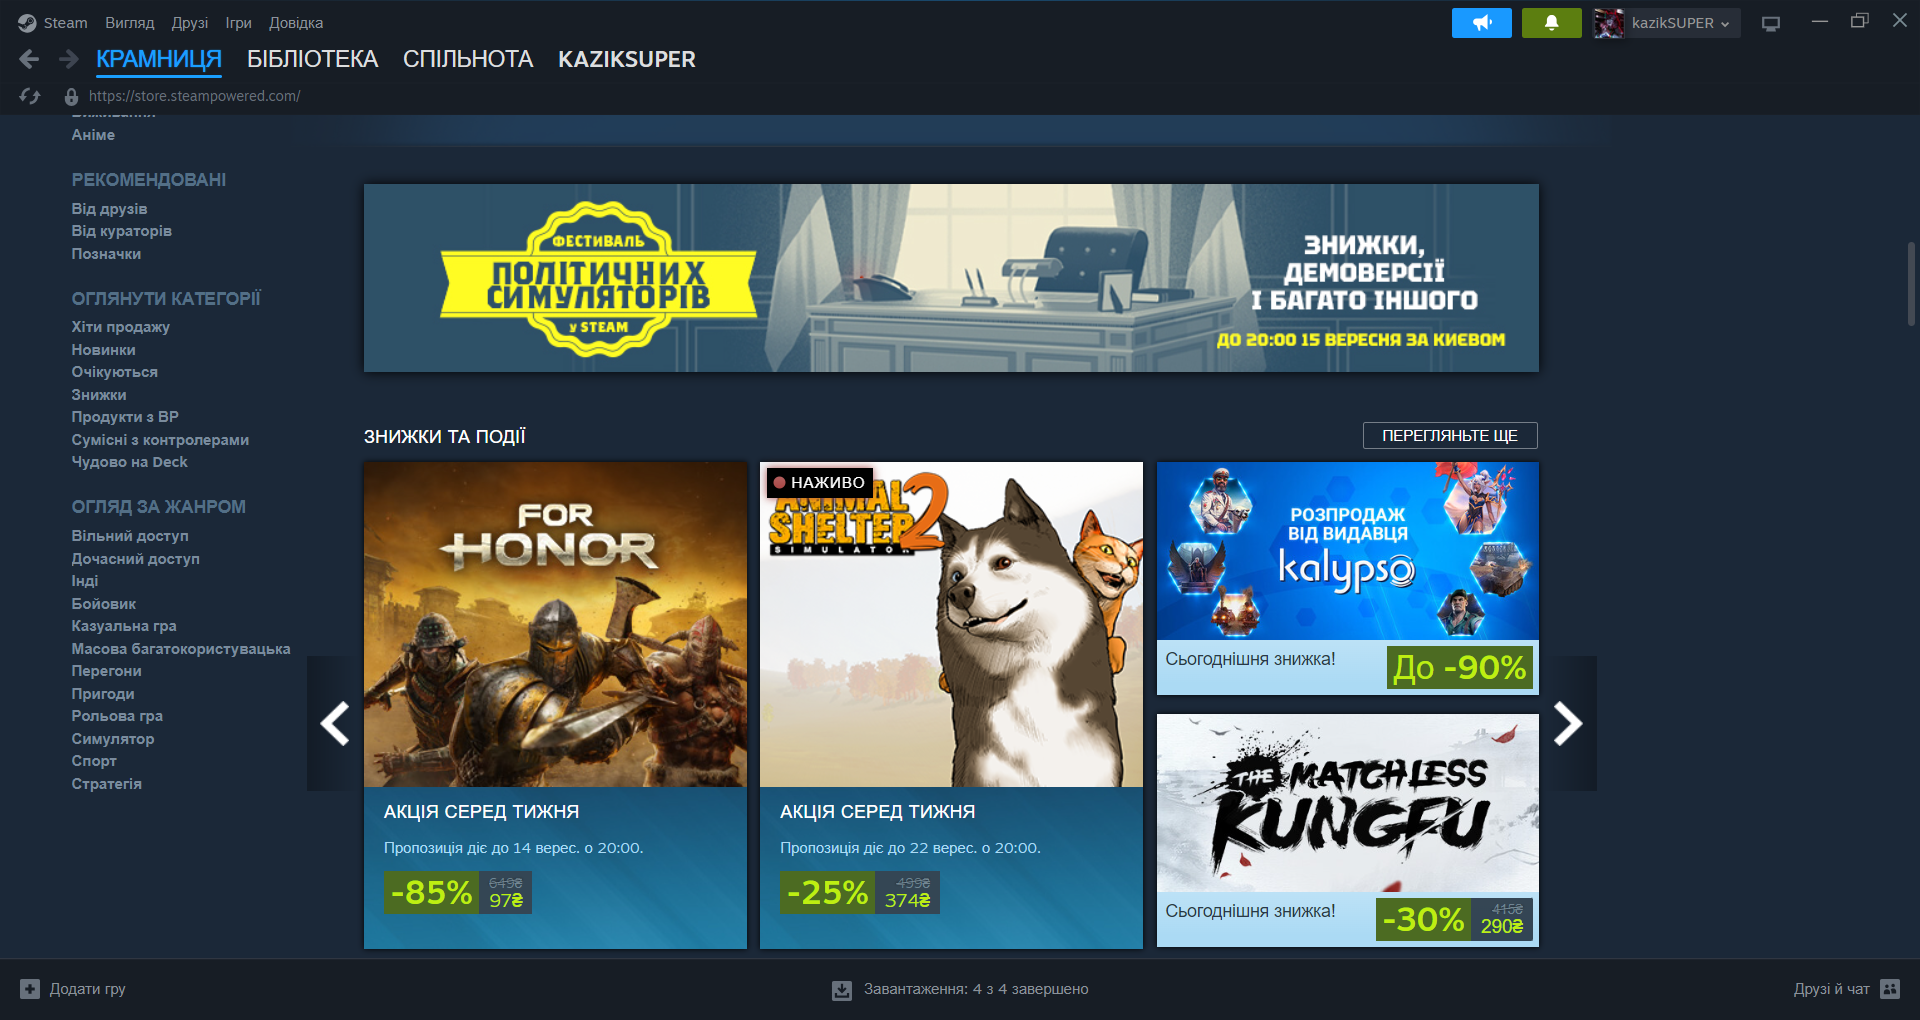 Steam Вигляд Друзі Ігри Довідка
kazikSUPER
КРАМНИЦЯ БІБЛІОТЕКА СПІЛЬНОТА KAZIKSUPER
https://store.steampowered.com/
Виживання
Аніме
РЕКОМЕНДОВАНІ
Від друзів
Від кураторів
Позначки
ОГЛЯНУТИ КАТЕГОРІЇ
Хіти продажу
Новинки
Очікуються
Знижки
Продукти з ВР
Сумісні з контролерами
Чудово на Deck
ОГЛЯД ЗА ЖАНРОМ
Вільний доступ
Дочасний доступ
Інді
Бойовик
Казуальна гра
Масова багатокористувацька
Перегони
Пригоди
Рольова гра
Симулятор
Спорт
Стратегія
ФЕСТИВАЛЬ
ПОЛІТИЧНИХ
СИМУЛЯТОРІВ
У STEAM
ЗНИЖКИ,
ДЕМОВЕРСІЇ
І БАГАТО ІНШОГО
ДО 20:00 15 ВЕРЕСНЯ ЗА КИЄВОМ
ЗНИЖКИ ТА ПОДІЇ
ПЕРЕГЛЯНЬТЕ ЩЕ
FOR
HONOR
АКЦІЯ СЕРЕД ТИЖНЯ
Пропозиція діє до 14 верес. о 20:00.
-85% 649₴
97₴
НАЖИВО
ANIMAL
SHELTER 2
SIMULATOR
АКЦІЯ СЕРЕД ТИЖНЯ
Пропозиція діє до 22 верес. о 20:00.
-25% 499₴
374₴
РОЗПРОДАЖ
ВІД ВИДАВЦЯ
kalypso
Сьогоднішня знижка!
До -90%
THE MATCHLESS
KUNGFU
Сьогоднішня знижка!
-30% 415₴
290₴
Додати гру
Завантаження: 4 з 4 завершено
Друзі й чат